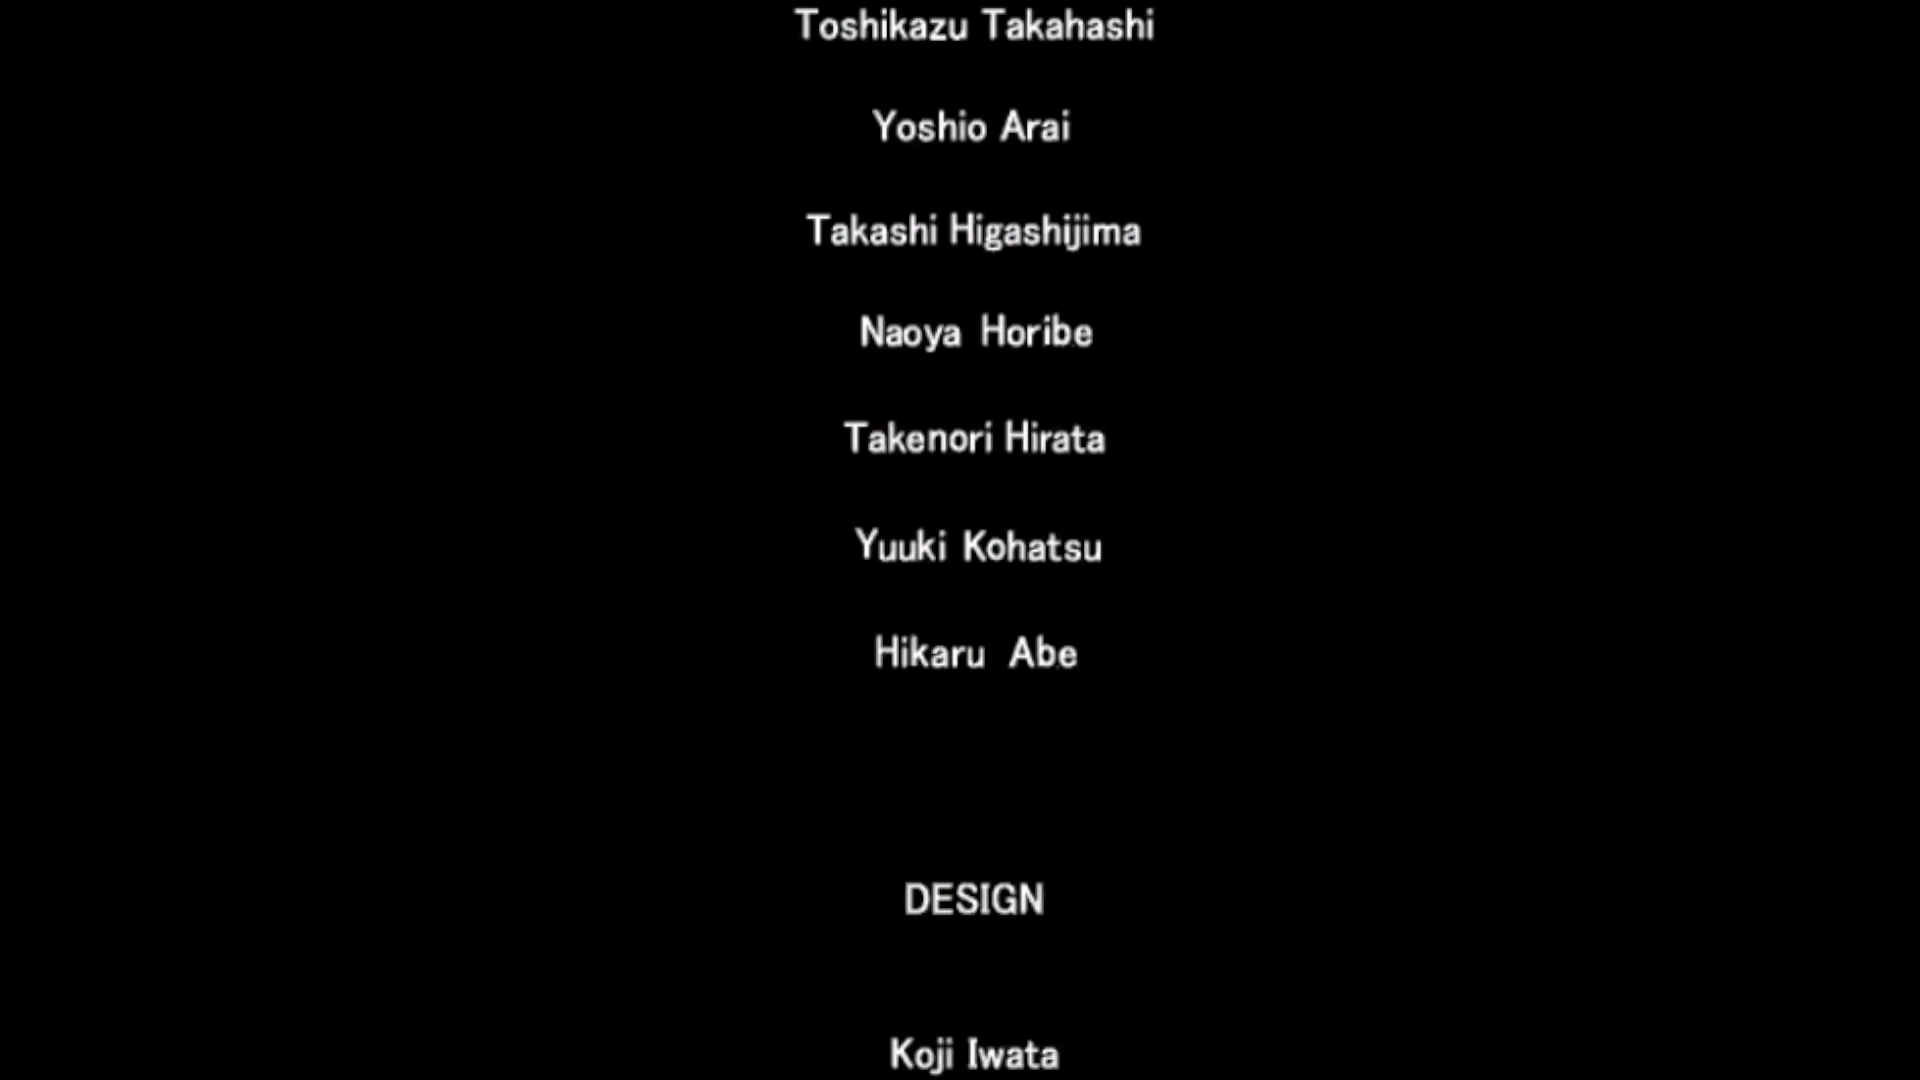 Toshikazu Takahashi
Yoshio Arai
Takashi Higashijima
Naoya Horibe
Takenori Hirata
Yuuki Kohatsu
Hikaru Abe
DESIGN
Koji Iwata